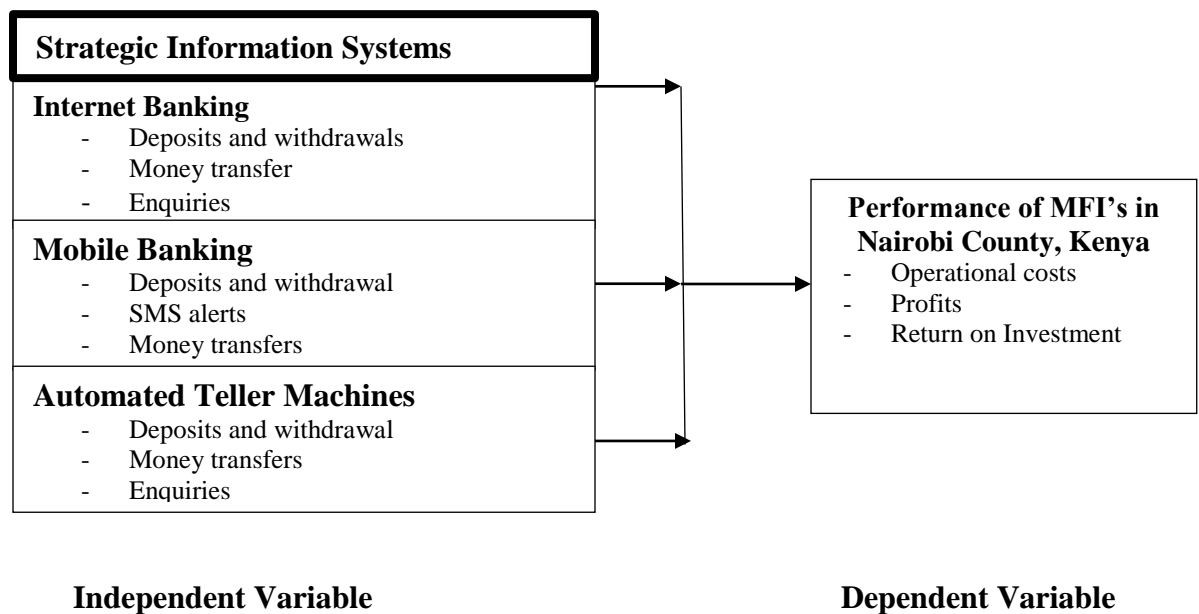 Strategic Information Systems
Internet Banking
- Deposits and withdrawals
- Money transfer
- Enquiries
Mobile Banking
- Deposits and withdrawal
- SMS alerts
- Money transfers
Automated Teller Machines
- Deposits and withdrawal
- Money transfers
- Enquiries
Performance of MFI’s in
Nairobi County, Kenya
- Operational costs
- Profits
- Return on Investment
Independent Variable
Dependent Variable